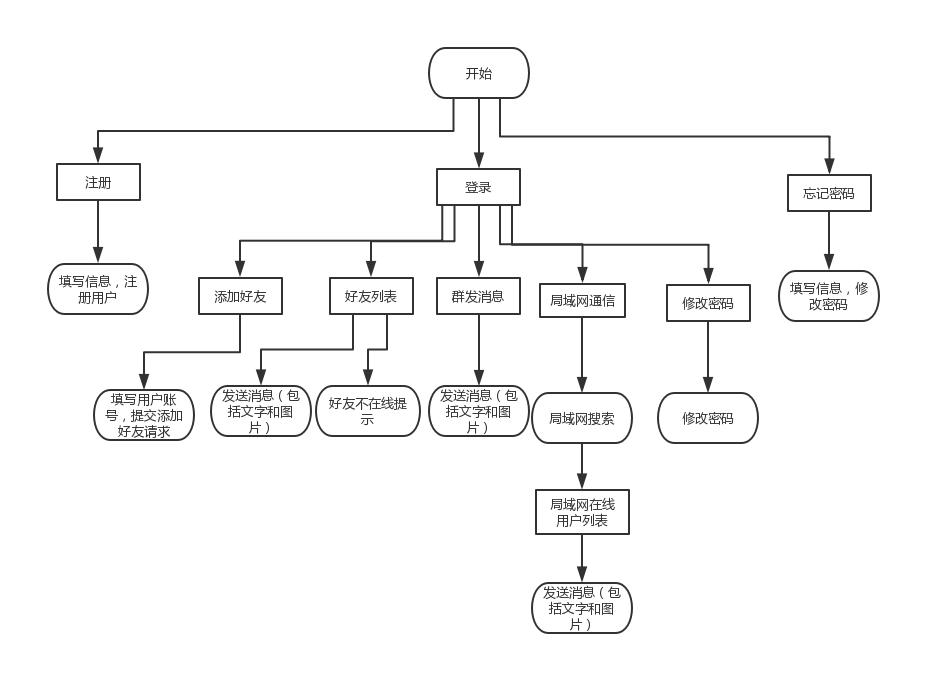 开始
注册
登录
忘记密码
填写信息，注
册用户
添加好友
好友列表
群发消息
局域网通信
修改密码
填写信息，修
改密码
填写用户账
号，提交添加
好友请求
发送消息（包
括文字和图
片）
好友不在线提
示
发送消息（包
括文字和图
片）
局域网搜索
修改密码
局域网在线
用户列表
发送消息（包
括文字和图
片）